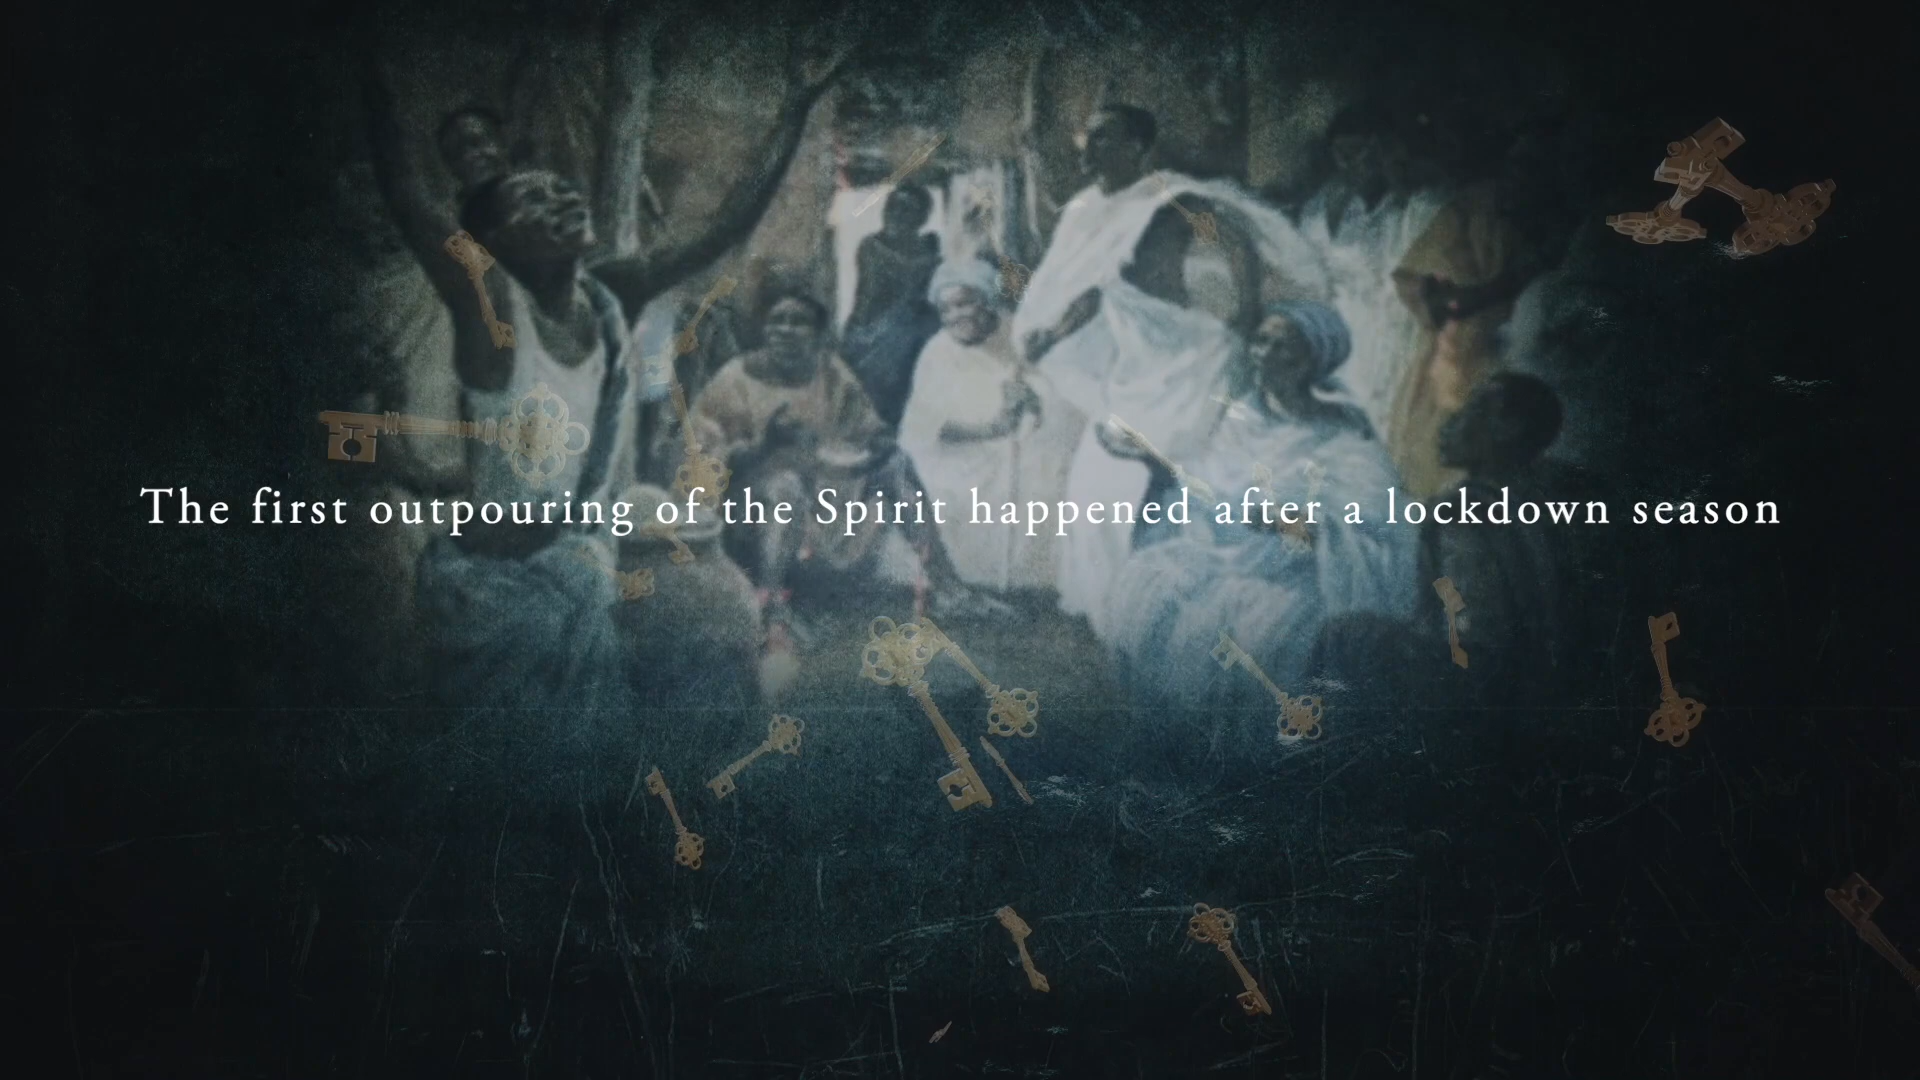 The first outpouring of the Spirit happened after a lockdown season